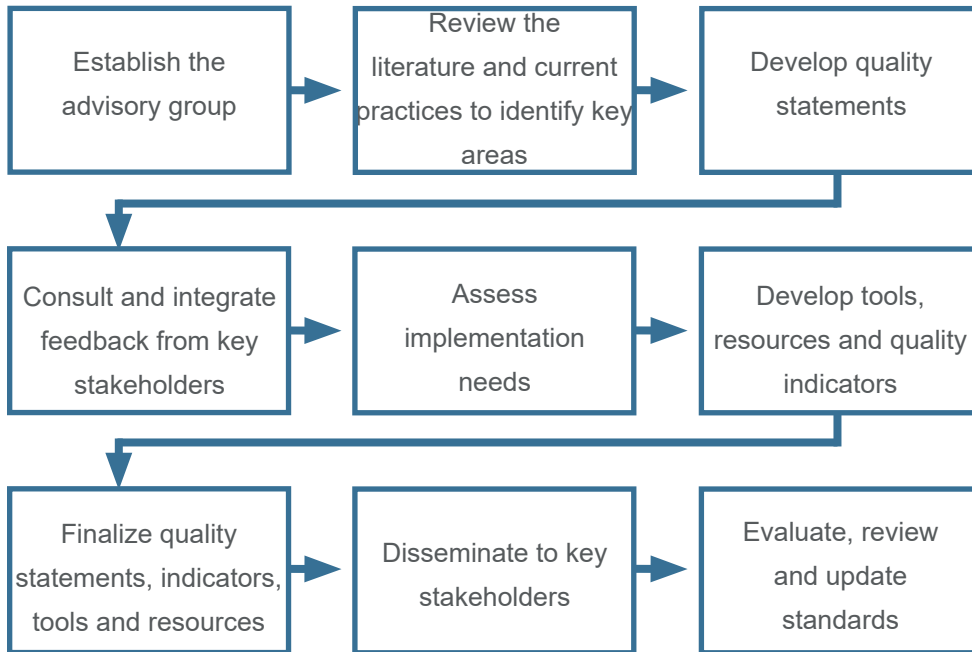 Establish the
advisory group
Review the
literature and current
practices to identify key
areas
Develop quality
statements
Consult and integrate
feedback from key
stakeholders
Assess
implementation
needs
Develop tools,
resources and quality
indicators
Finalize quality
statements, indicators,
tools and resources
Disseminate to key
stakeholders
Evaluate, review
and update
standards